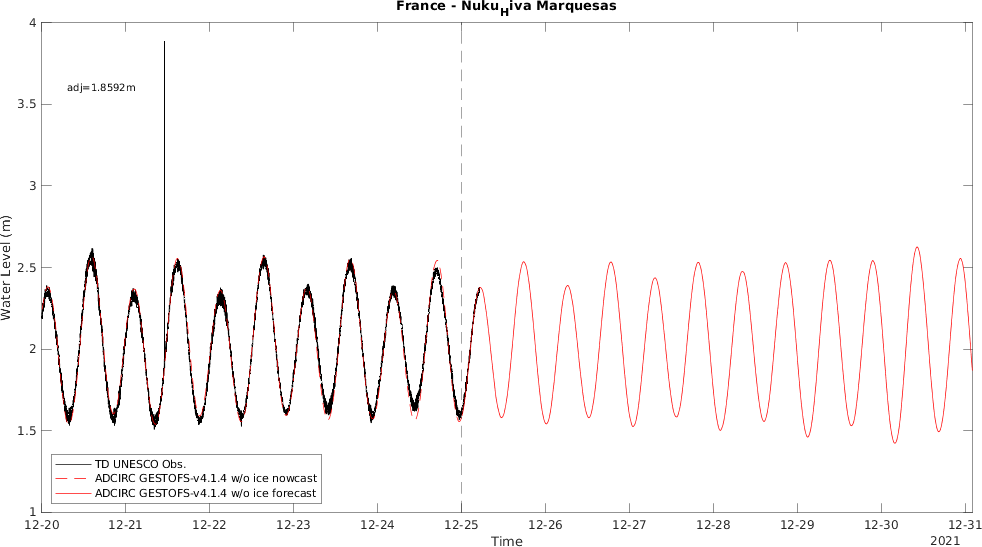 France - Nuku Hiva Marquesas
adj=1.8592m
Water Level (m)
4
3.5
3
2.5
2
1.5
1
TD UNESCO Obs.
ADCIRC GESTOFS-v4.1.4 w/o ice nowcast
ADCIRC GESTOFS-v4.1.4 w/o ice forecast
12-20 12-21 12-22 12-23 12-24 12-25 12-26 12-27 12-28 12-29 12-30 12-31
Time
2021